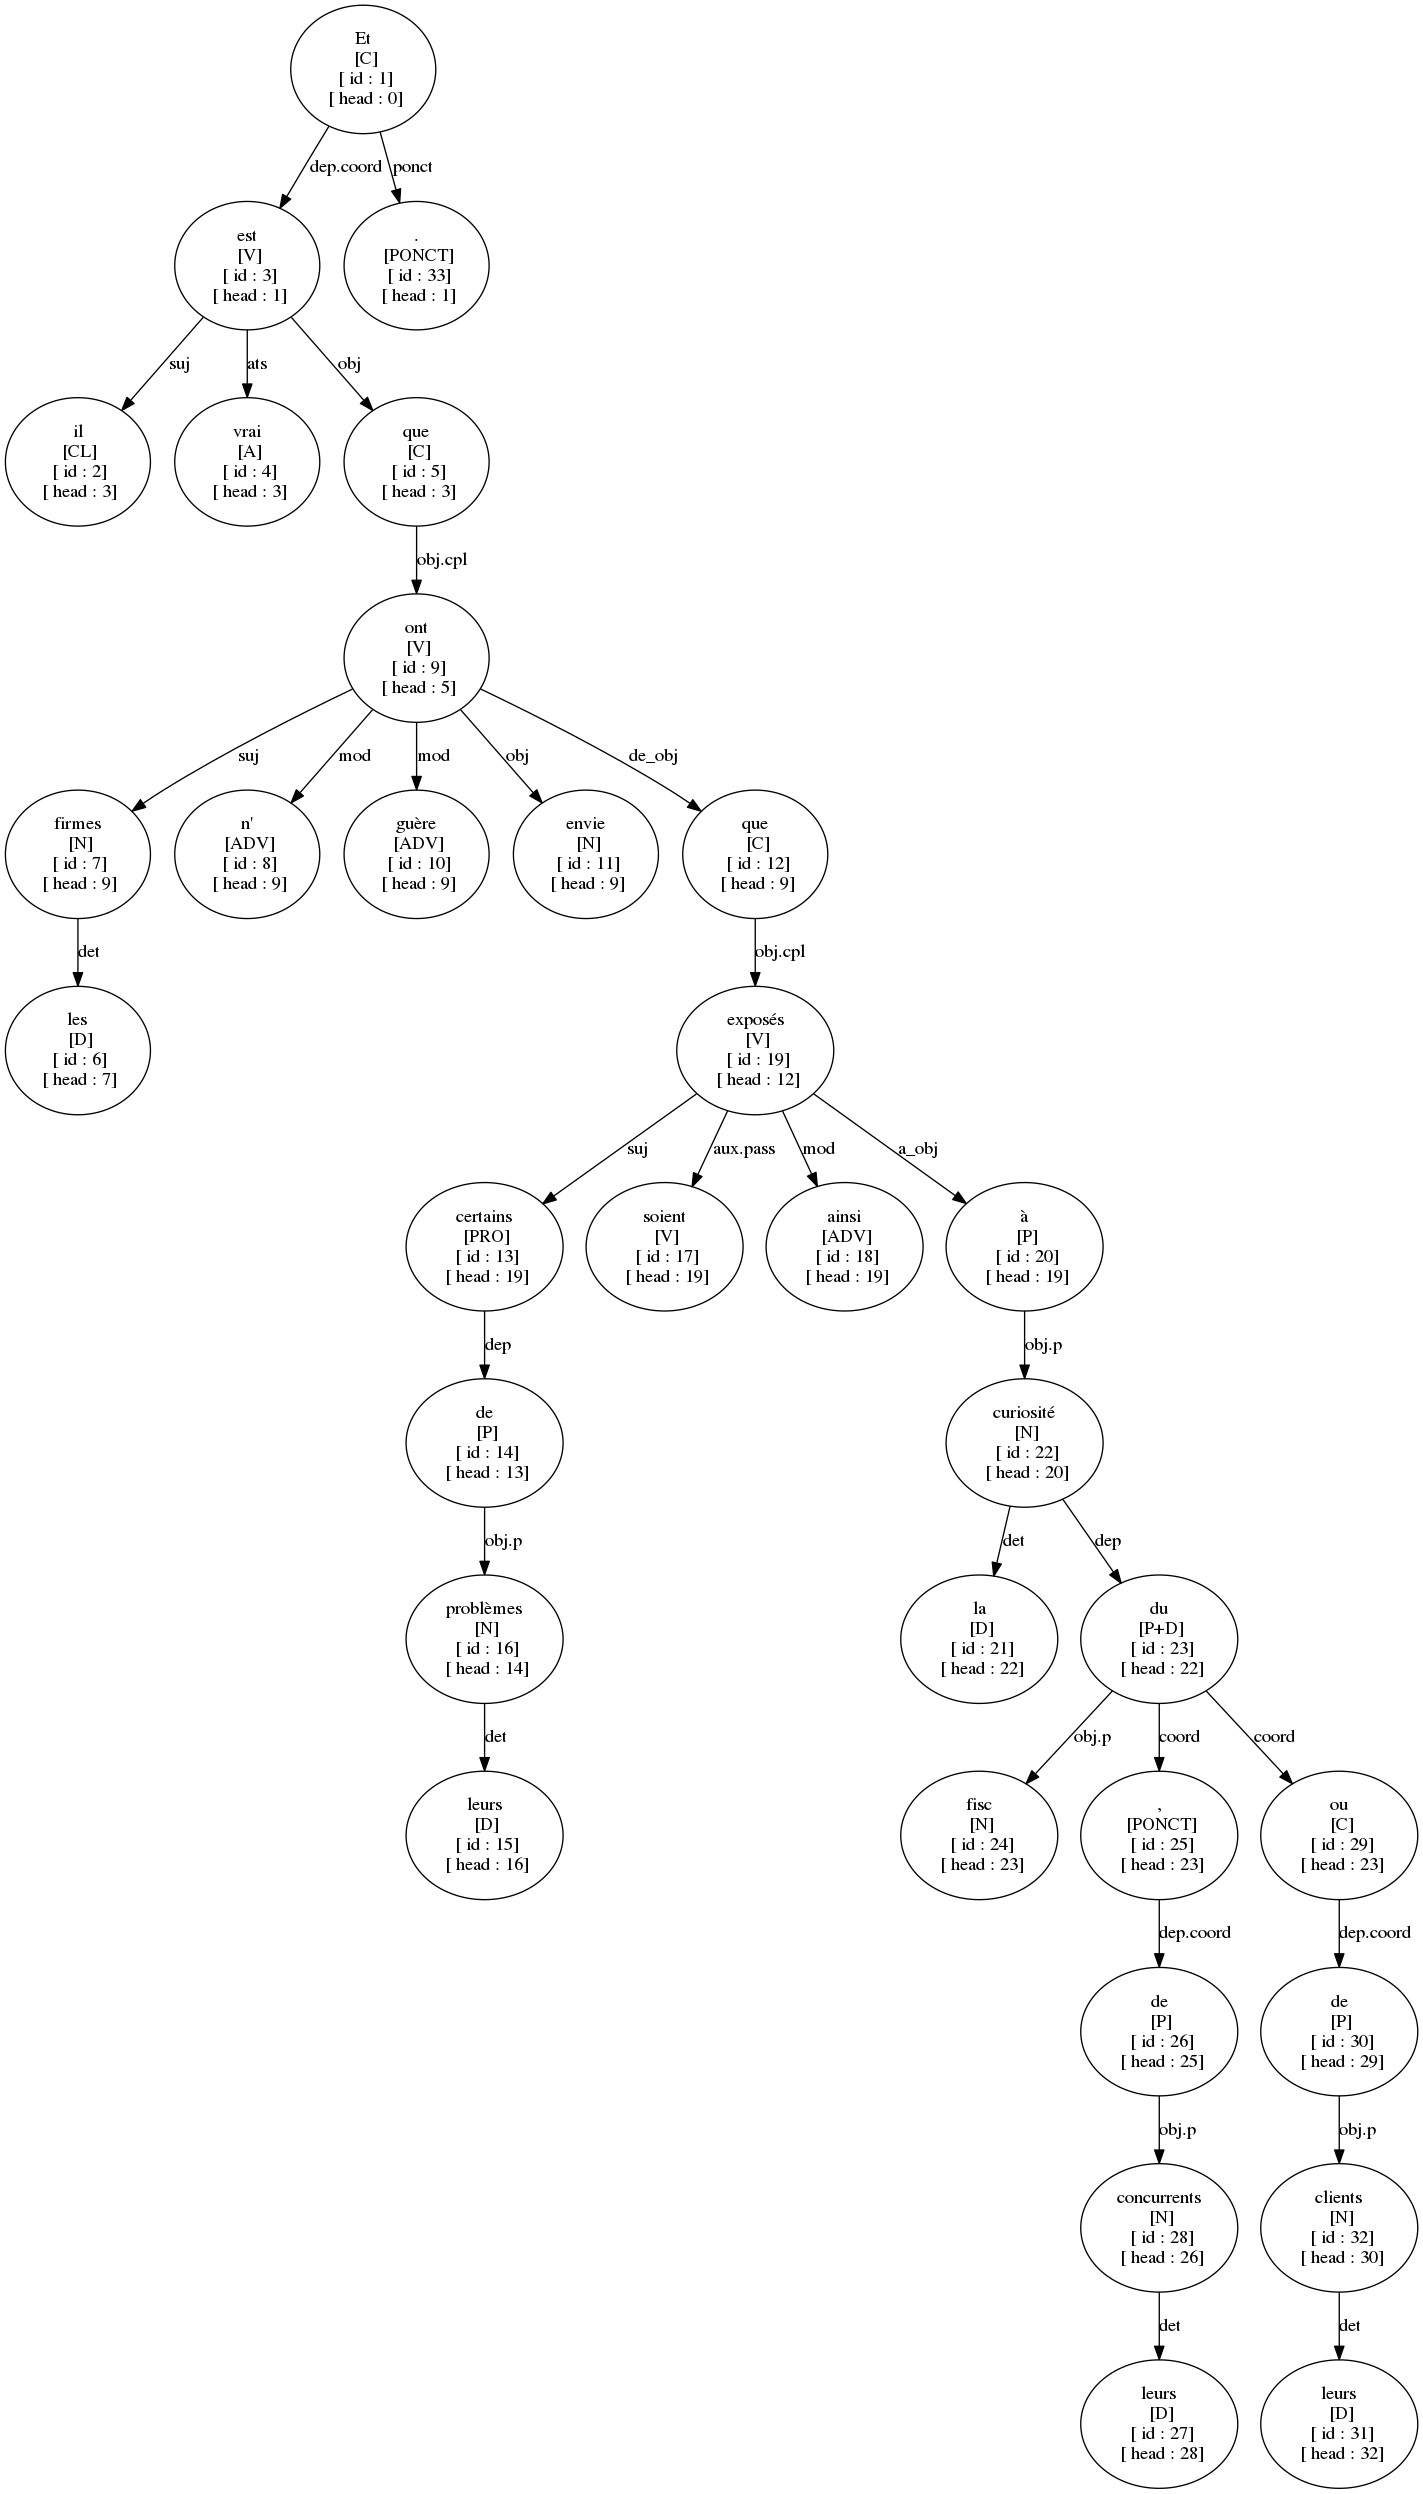 Et
[C]
[ id : 1]
[ head : 0]
dep.coord
ponct
est
[V]
[ id : 3]
[ head : 1]
.
[PONCT]
[ id : 33]
[ head : 1]
suj
ats
obj
il
[CL]
[ id : 2]
[ head : 3]
vrai
[A]
[ id : 4]
[ head : 3]
que
[C]
[ id : 5]
[ head : 3]
obj.cpl
ont
[V]
[ id : 9]
[ head : 5]
suj
mod
mod
obj
de_obj
firmes
[N]
[ id : 7]
[ head : 9]
n'
[ADV]
[ id : 8]
[ head : 9]
guère
[ADV]
[ id : 10]
[ head : 9]
envie
[N]
[ id : 11]
[ head : 9]
que
[C]
[ id : 12]
[ head : 9]
det
obj.cpl
les
[D]
[ id : 6]
[ head : 7]
exposés
[V]
[ id : 19]
[ head : 12]
suj
aux.pass
mod
a_obj
certains
[PRO]
[ id : 13]
[ head : 19]
soient
[V]
[ id : 17]
[ head : 19]
ainsi
[ADV]
[ id : 18]
[ head : 19]
à
[P]
[ id : 20]
[ head : 19]
dep
obj.p
de
[P]
[ id : 14]
[ head : 13]
curiosité
[N]
[ id : 22]
[ head : 20]
obj.p
det
dep
problèmes
[N]
[ id : 16]
[ head : 14]
la
[D]
[ id : 21]
[ head : 22]
du
[P+D]
[ id : 23]
[ head : 22]
det
obj.p
coord
coord
leurs
[D]
[ id : 15]
[ head : 16]
fisc
[N]
[ id : 24]
[ head : 23]
,
[PONCT]
[ id : 25]
[ head : 23]
ou
[C]
[ id : 29]
[ head : 23]
dep.coord
dep.coord
de
[P]
[ id : 26]
[ head : 25]
de
[P]
[ id : 30]
[ head : 29]
obj.p
obj.p
concurrents
[N]
[ id : 28]
[ head : 26]
clients
[N]
[ id : 32]
[ head : 30]
det
det
leurs
[D]
[ id : 27]
[ head : 28]
leurs
[D]
[ id : 31]
[ head : 32]